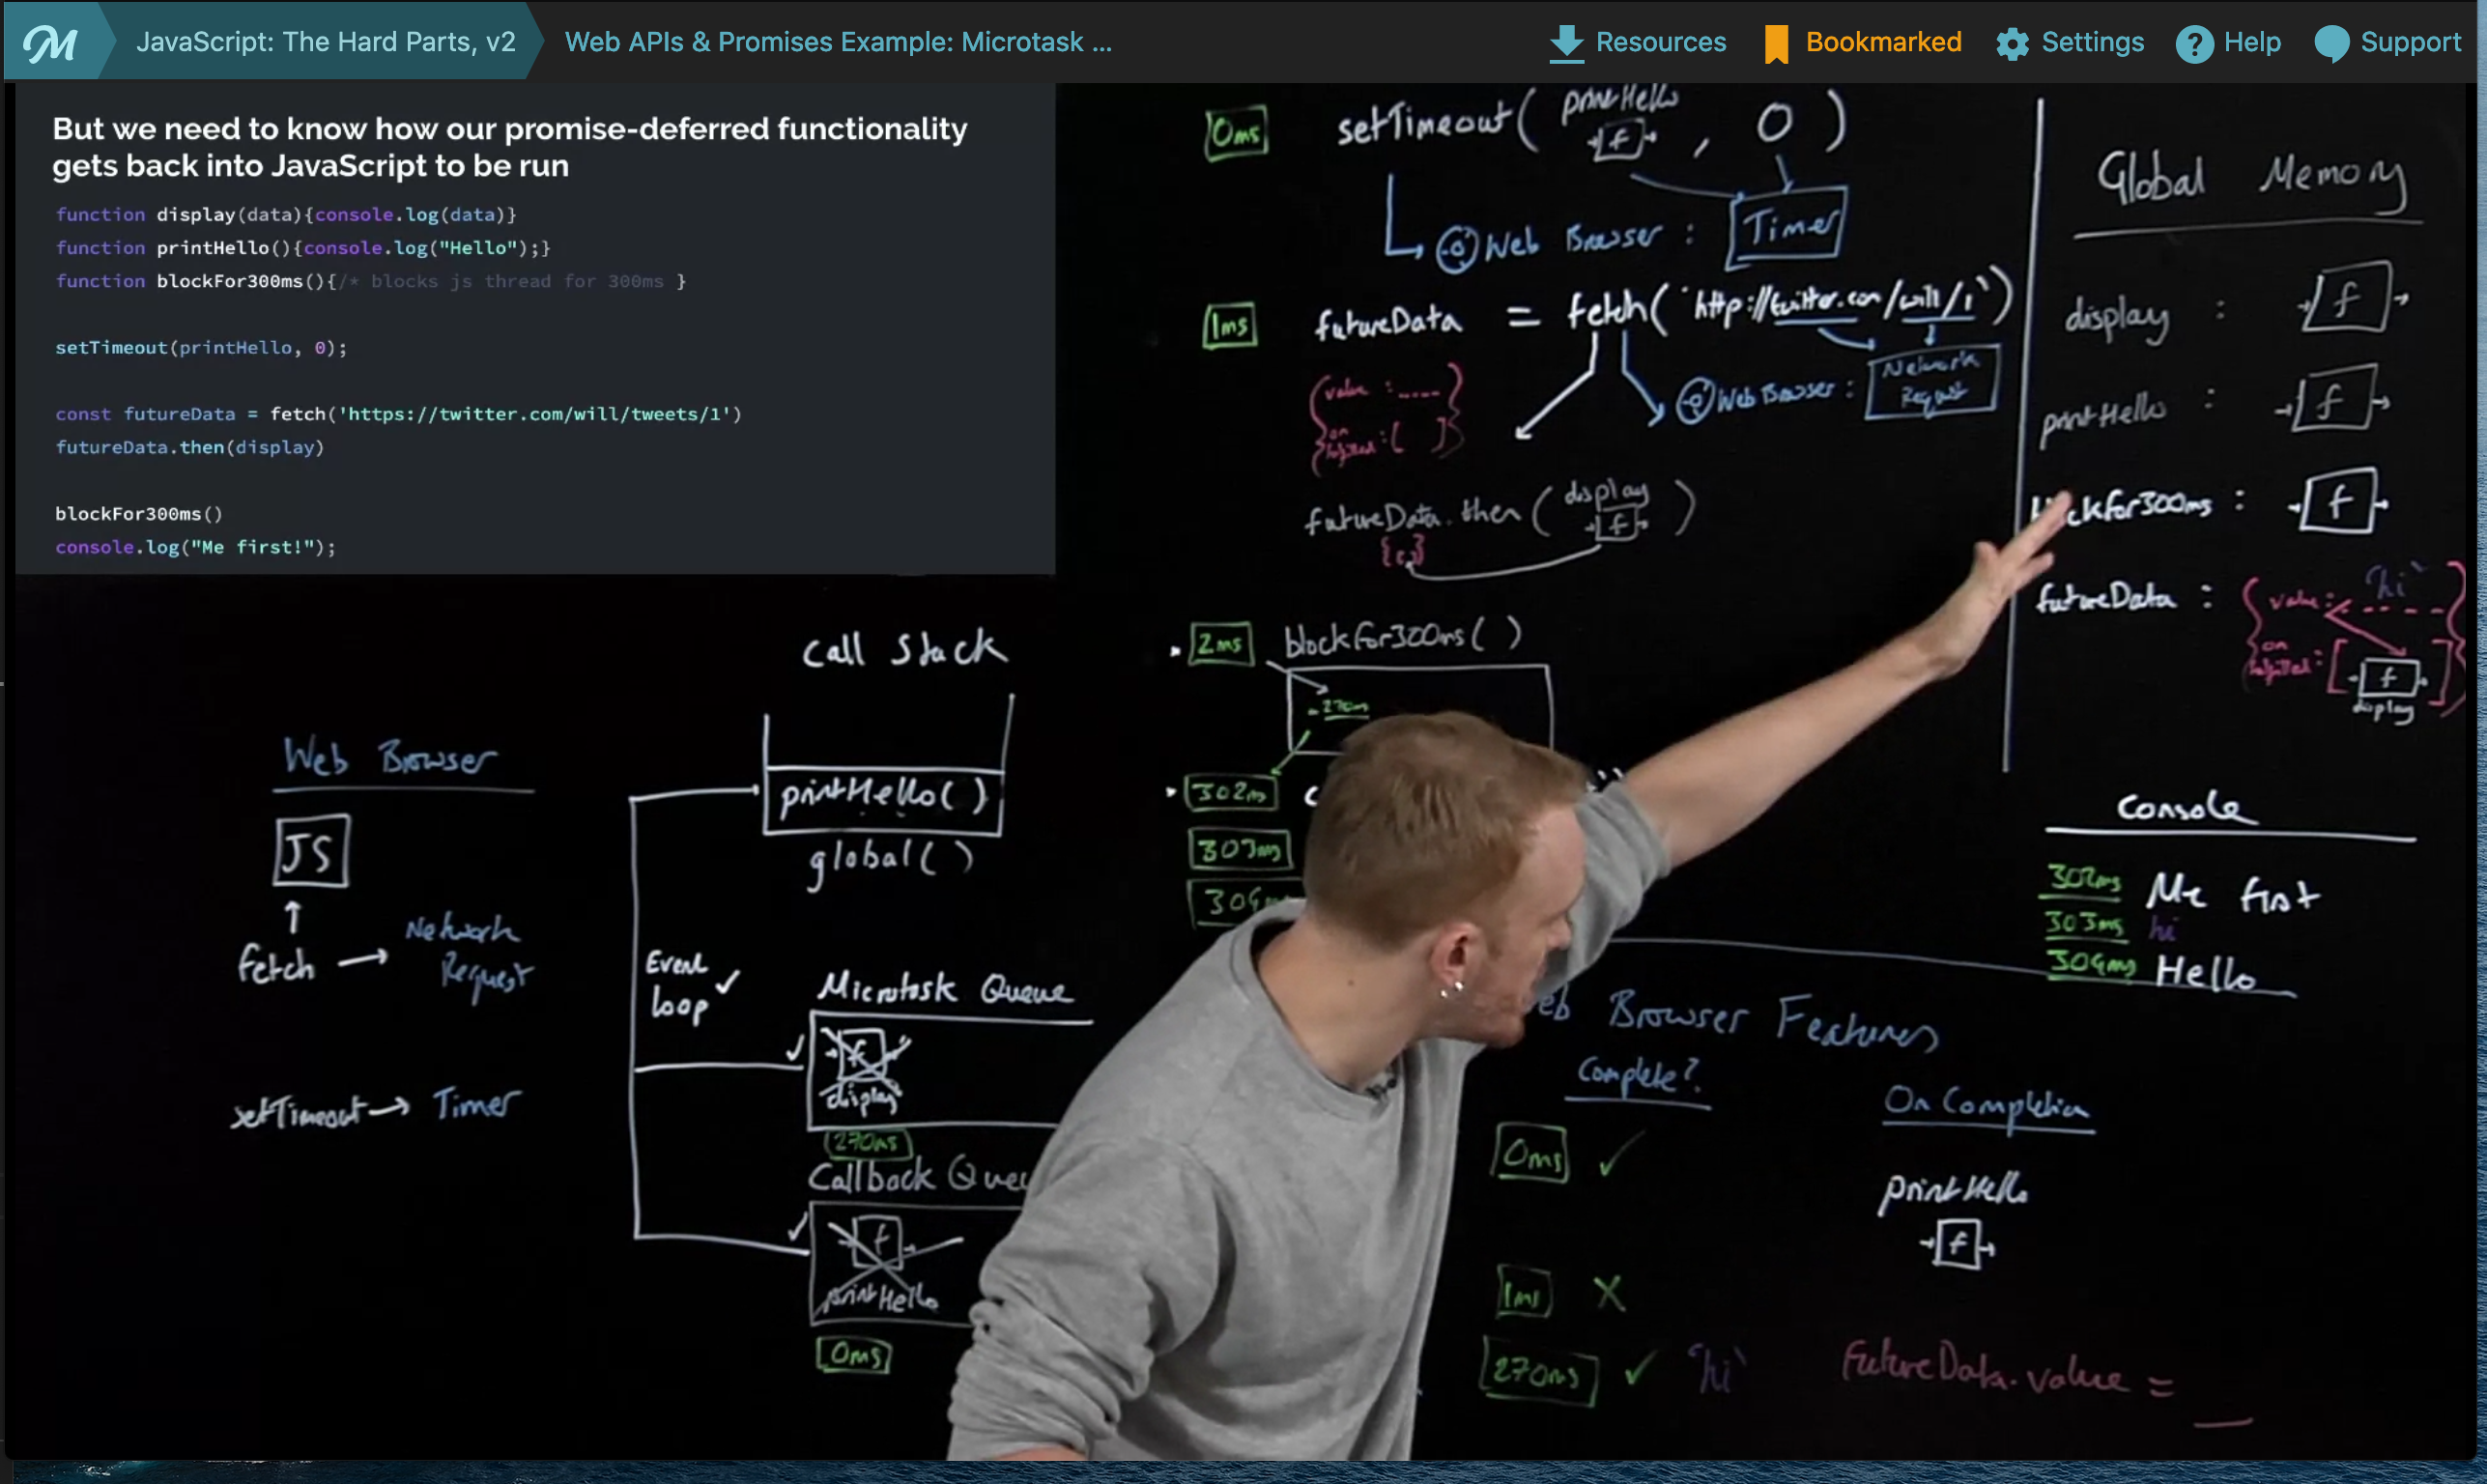 M
JavaScript: The Hard Parts, v2
Web APIs & Promises Example: Microtask ...
Resources
Bookmarked
Settings
? Help
Support
But we need to know how our promise-deferred functionality
gets back into JavaScript to be run
function display(data){console.log(data)}
function printHello(){console.log("Hello");}
function blockFor300ms(){/* blocks js thread for 300ms }
setTimeout(printHello, 0);
const futureData = fetch('https://twitter.com/will/tweets/1')
futureData.then(display)
blockFor300ms()
console.log("Me first!");
0ms setTimeout( printHello
f , 0 )
Web Browser : Timer
1ms futureData = fetch('http://twitter.com/will/1')
{value : .....
on fulfilled : [ ]}
Web Browser : Network
Request
futureData.then( display
f )
2ms blockFor300ms( )
270m
302ms
303ms
304m
Global Memory
display : f
printHello : f
ckfor300ms : f
futureData : {value: 'hi'
on fulfilled : [ f ] }
display
Console
302ms Me first
303ms hi
304ms Hello
Call Stack
printHello( )
global( )
Web Browser
JS
fetch → Network
Request
setTimeout → Timer
Event
loop ✓
Microtask Queue
f
display
270ms
Callback Queu
f
printHello
0ms
eb Browser Features
Complete?
On Completion
0ms ✓
printHello
f
1ms X
270ms ✓ 'hi'
futureData.value = __